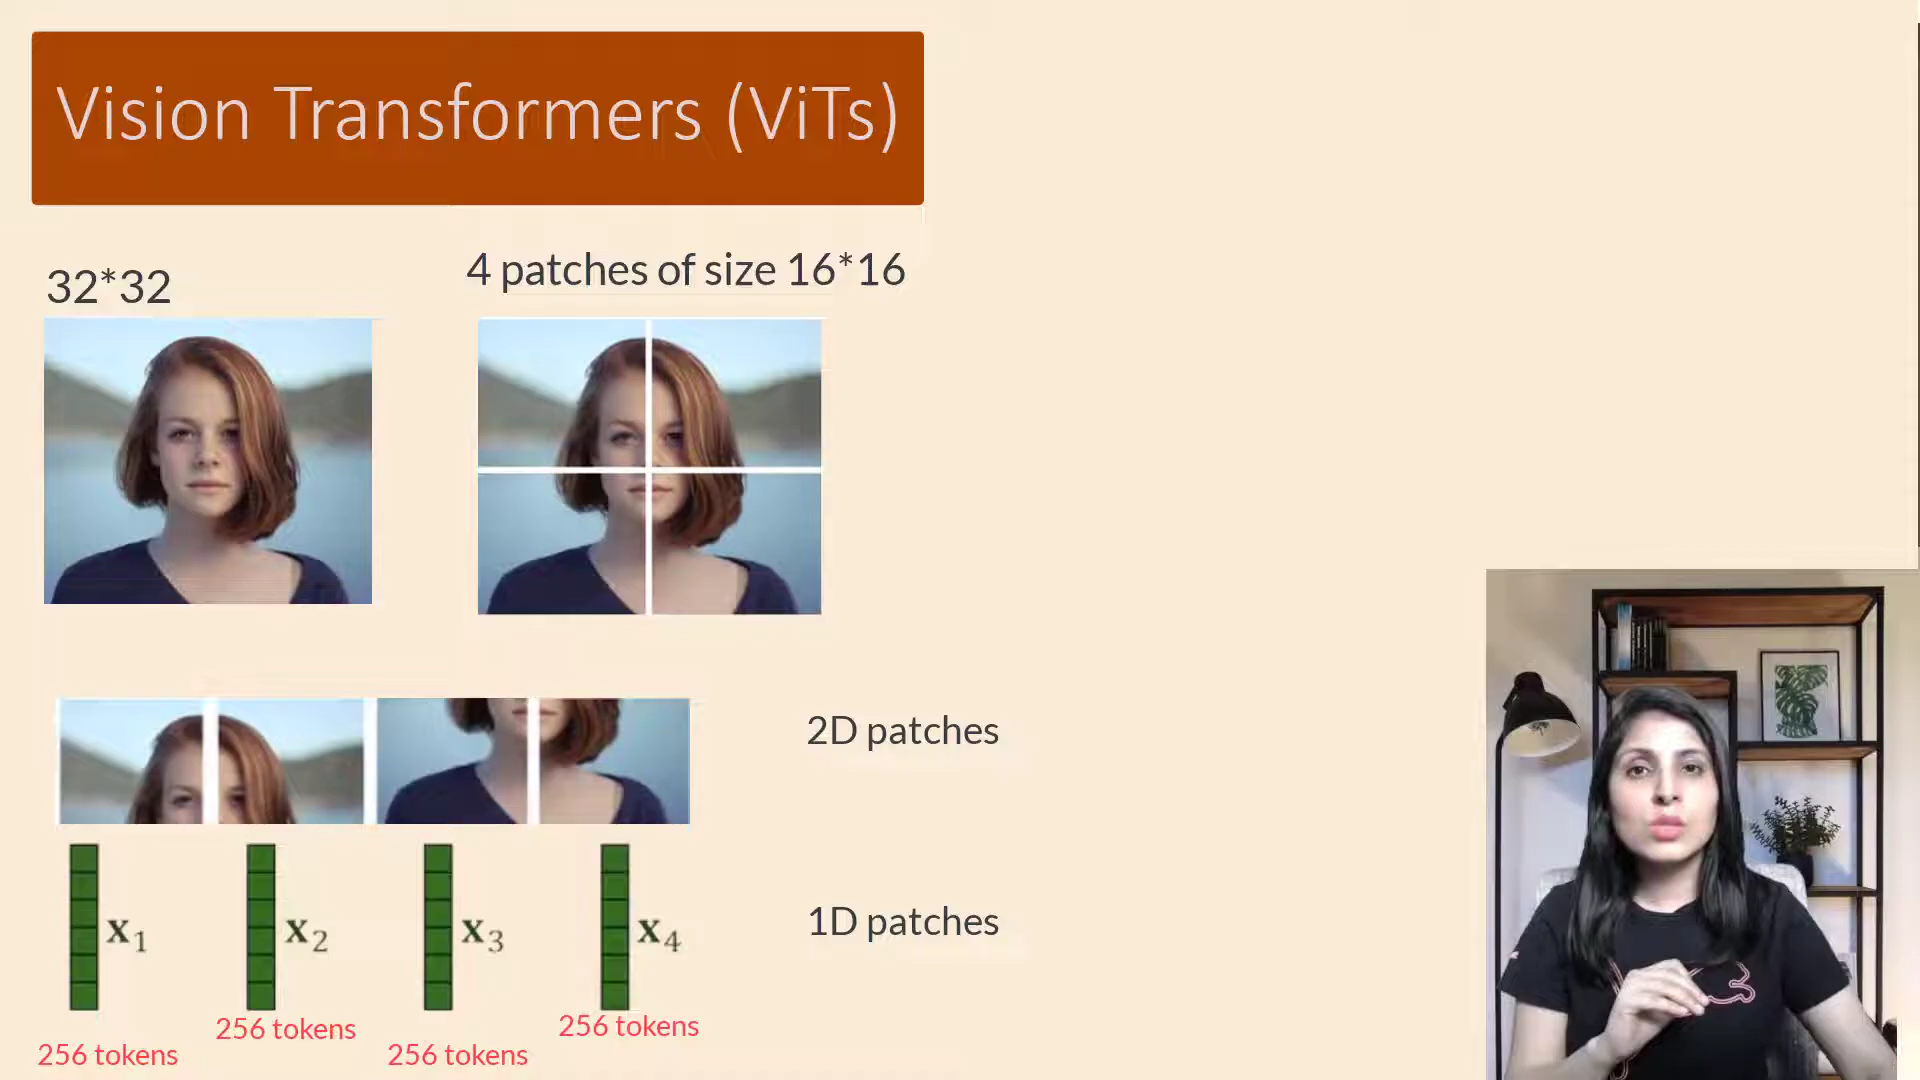 Vision Transformers (ViTs)
32*32
4 patches of size 16*16
2D patches
x1
x2
x3
x4
1D patches
256 tokens
256 tokens
256 tokens
256 tokens